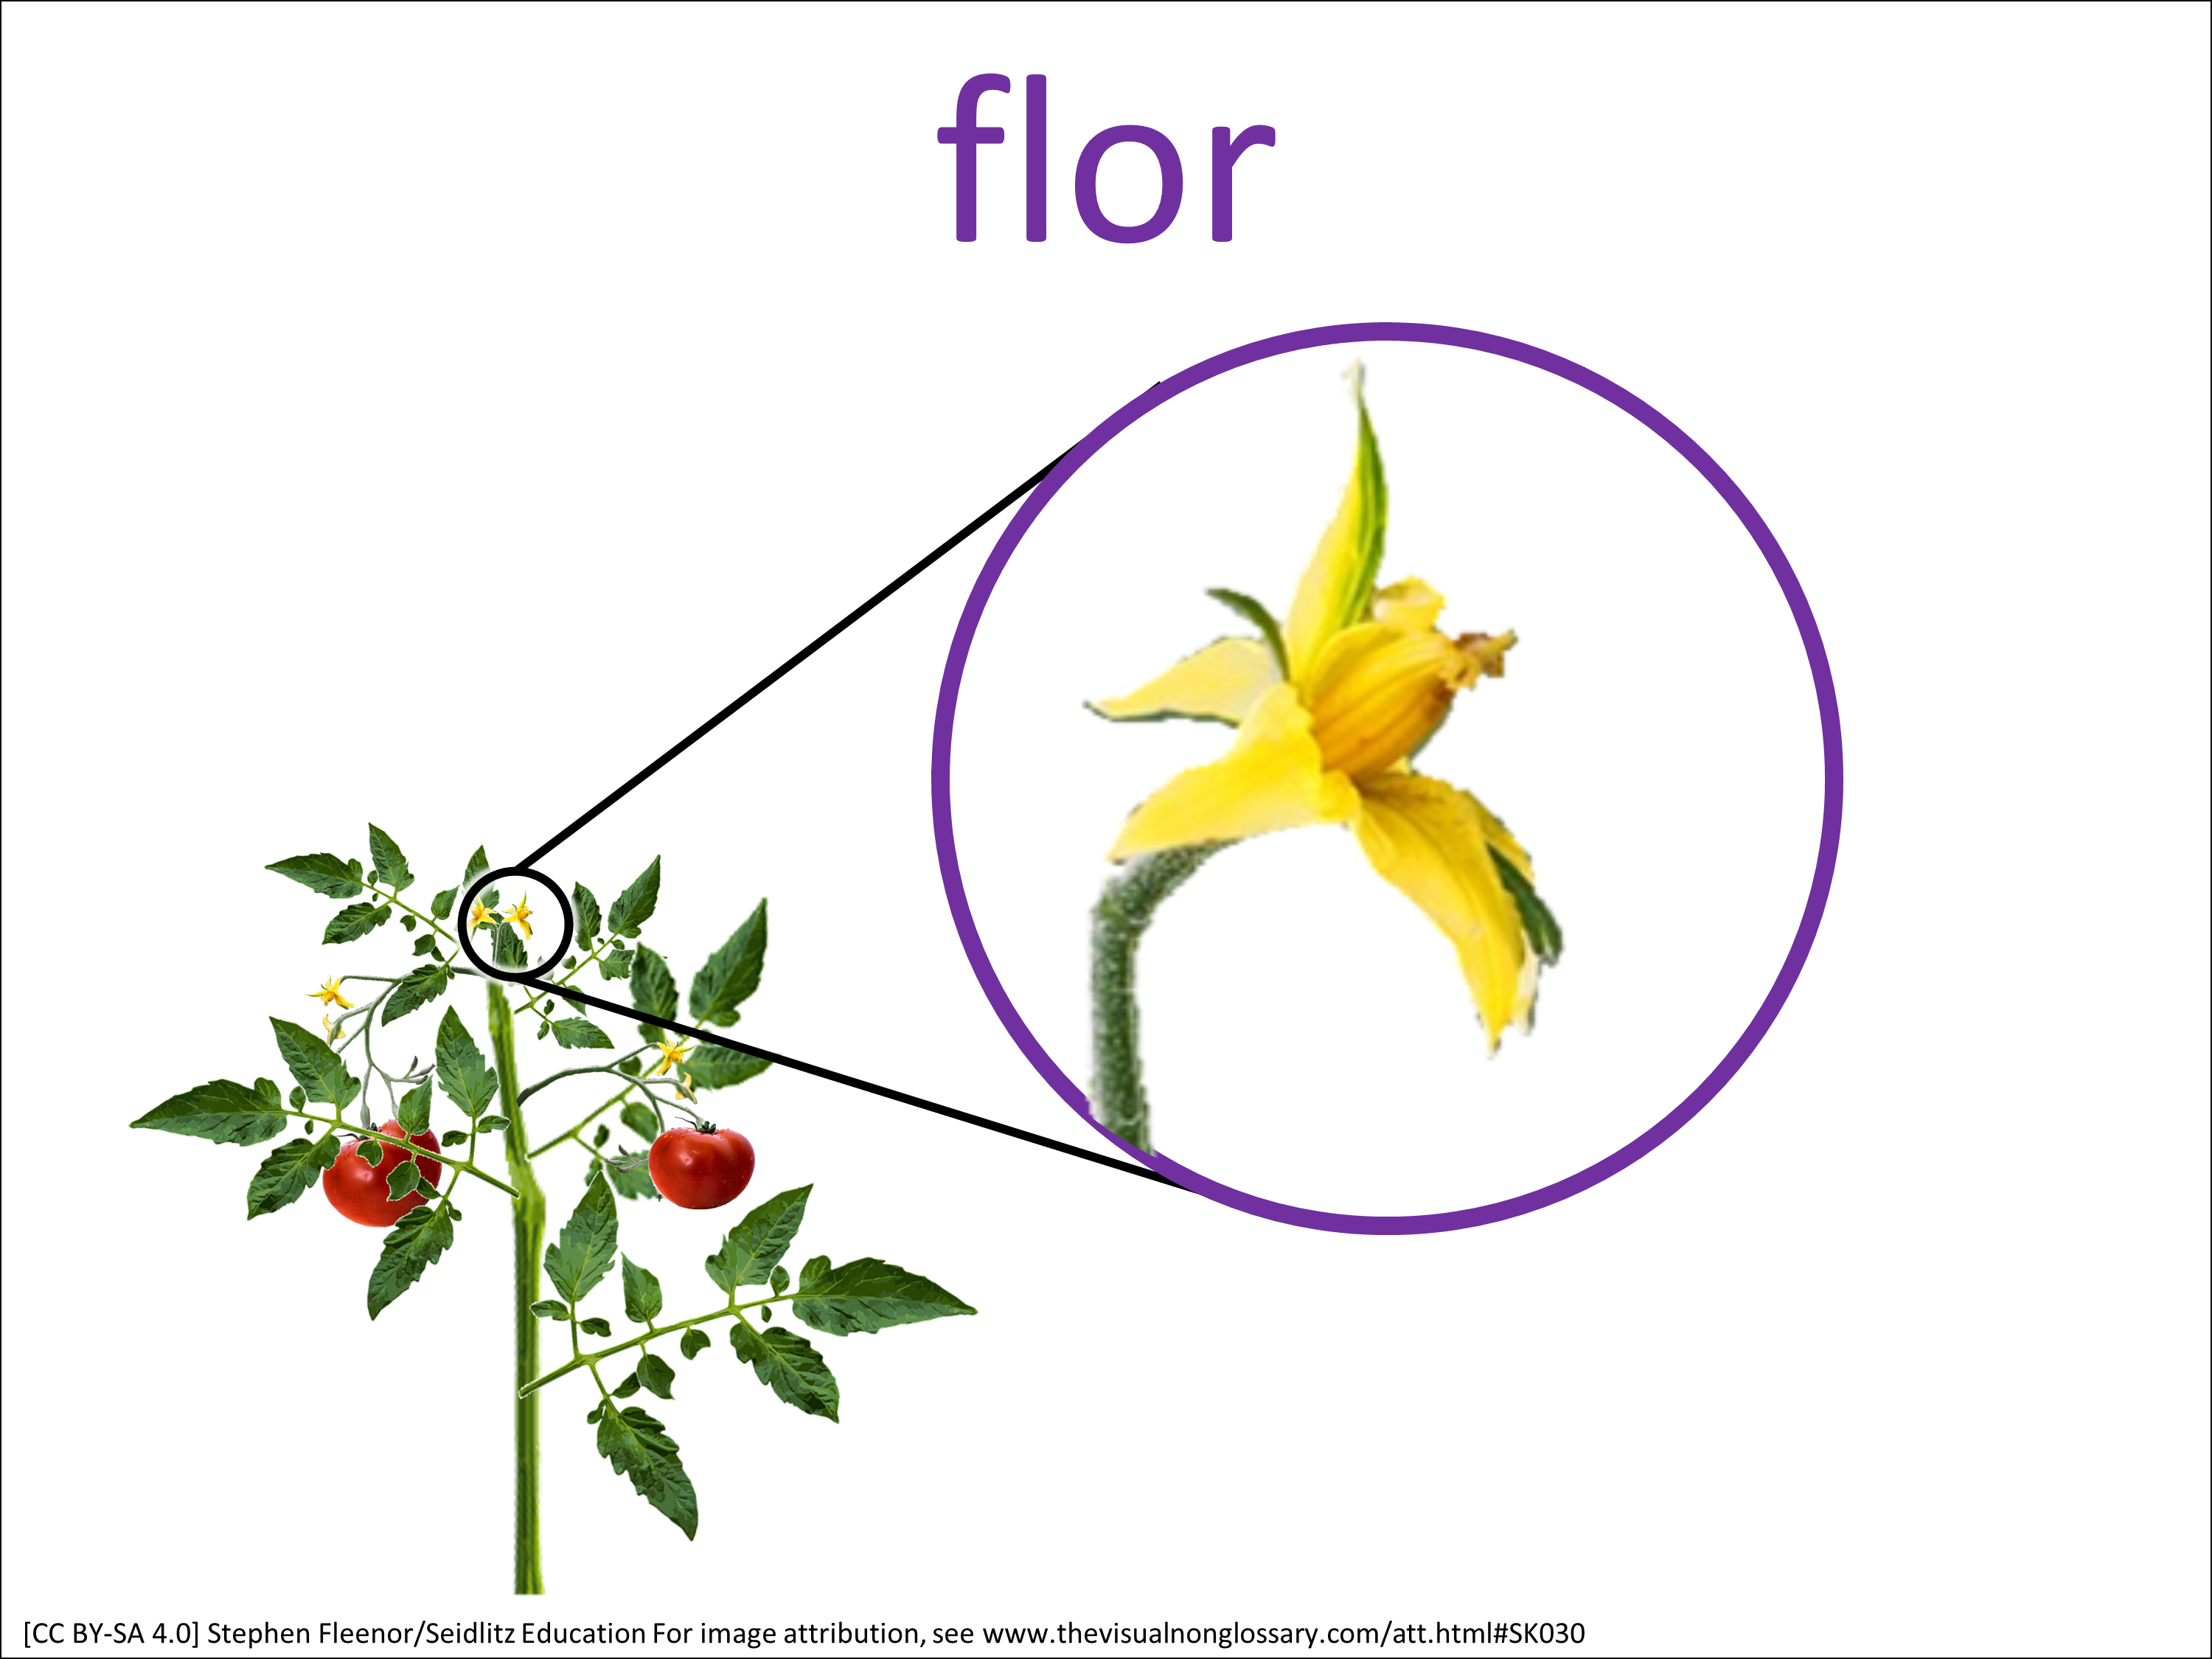 flor
[CC BY-SA 4.0] Stephen Fleenor/Seidlitz Education For image attribution, see www.thevisualnonglossary.com/att.html#SK030